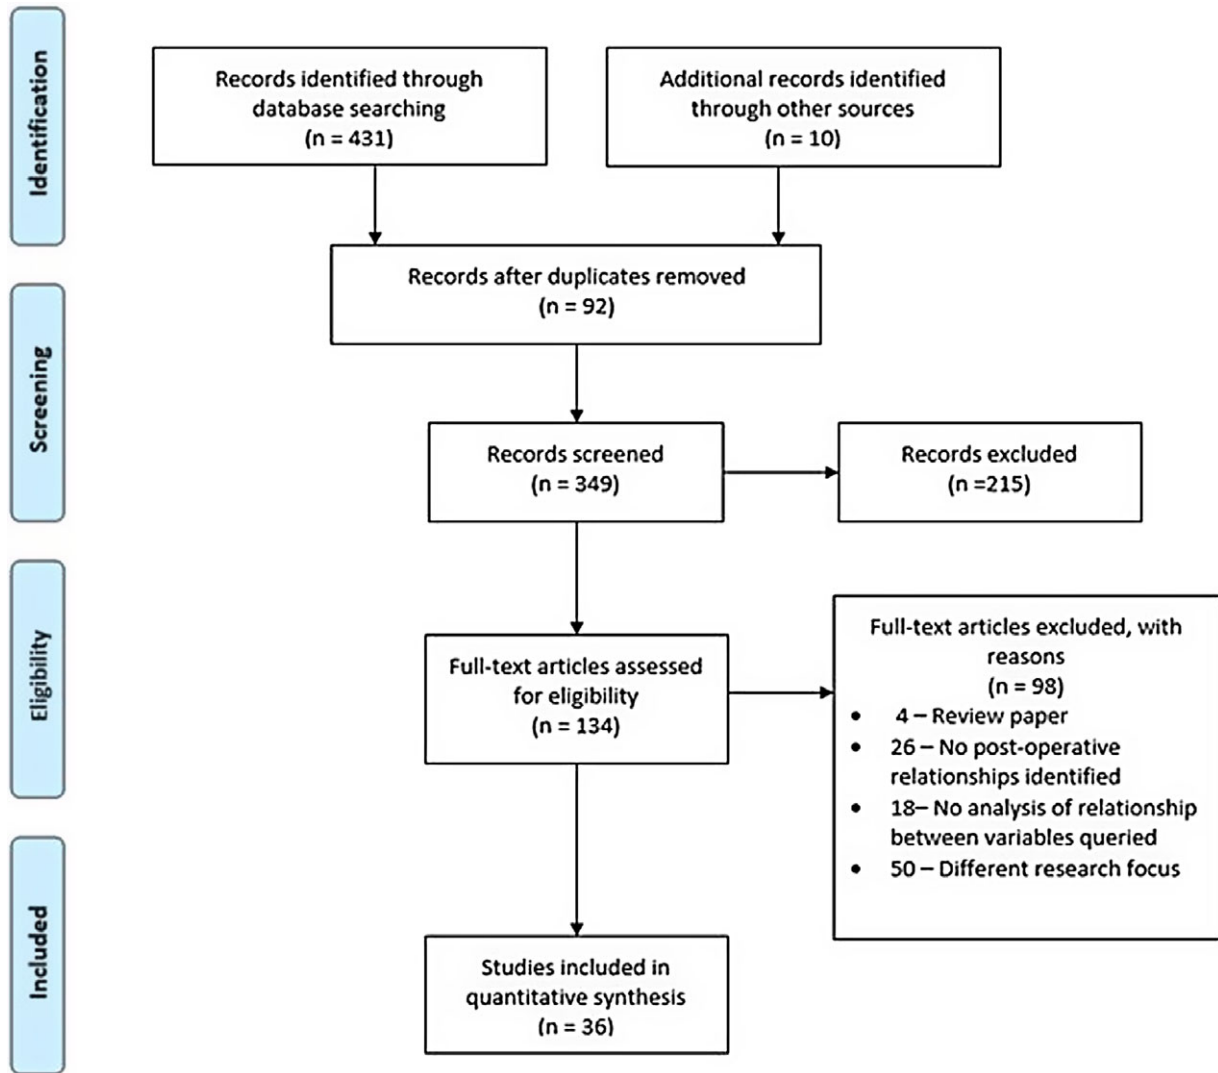 Identification
Records identified through
database searching
(n = 431)
Additional records identified
through other sources
(n = 10)
Records after duplicates removed
(n = 92)
Screening
Records screened
(n = 349)
Records excluded
(n =215)
Eligibility
Full-text articles assessed
for eligibility
(n = 134)
Full-text articles excluded, with
reasons
(n = 98)
• 4 – Review paper
• 26 – No post-operative
relationships identified
• 18– No analysis of relationship
between variables queried
• 50 – Different research focus
Included
Studies included in
quantitative synthesis
(n = 36)